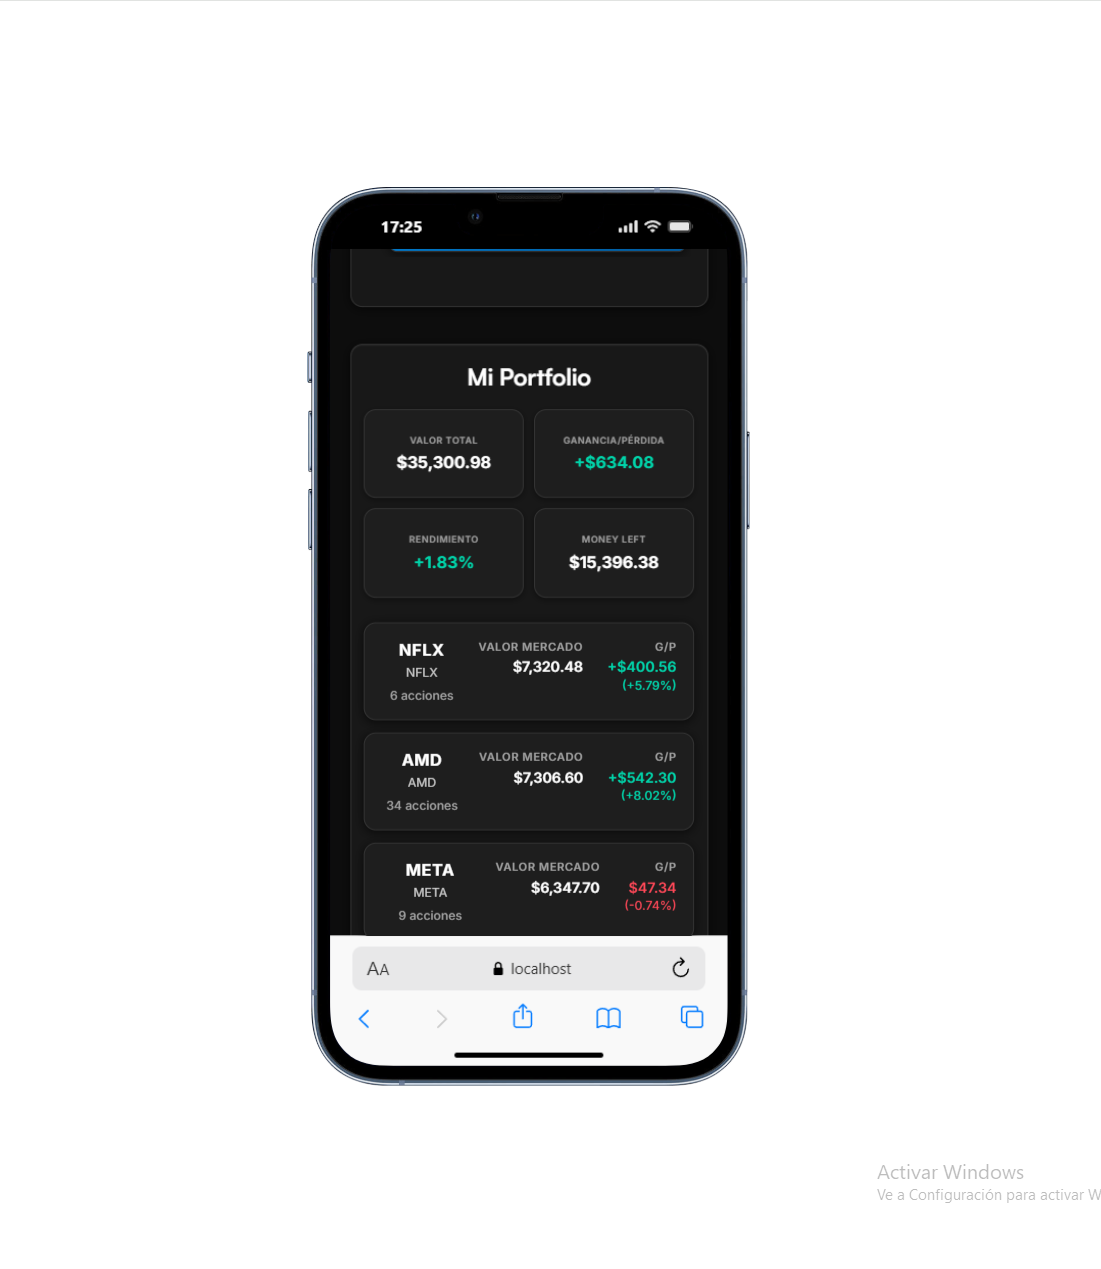 17:25
Mi Portfolio
VALOR TOTAL
$35,300.98
GANANCIA/PÉRDIDA
+$634.08
RENDIMIENTO
+1.83%
MONEY LEFT
$15,396.38
NFLX
NFLX
6 acciones
VALOR MERCADO
$7,320.48
G/P
+$400.56
(+5.79%)
AMD
AMD
34 acciones
VALOR MERCADO
$7,306.60
G/P
+$542.30
(+8.02%)
META
META
9 acciones
VALOR MERCADO
$6,347.70
G/P
$47.34
(-0.74%)
AA
localhost
Activar Windows
Ve a Configuración para activar W